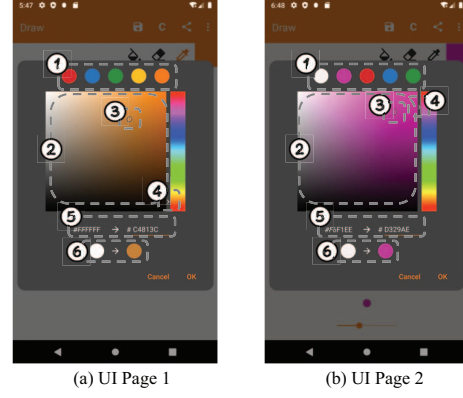 5:47
Draw
C
1
3
2
4
5
#FFFFFF → # C4813C
6
Cancel OK
(a) UI Page 1
6:48
Draw
C
1
3
4
2
5
#FBF1EE → # D329AE
6
Cancel OK
(b) UI Page 2